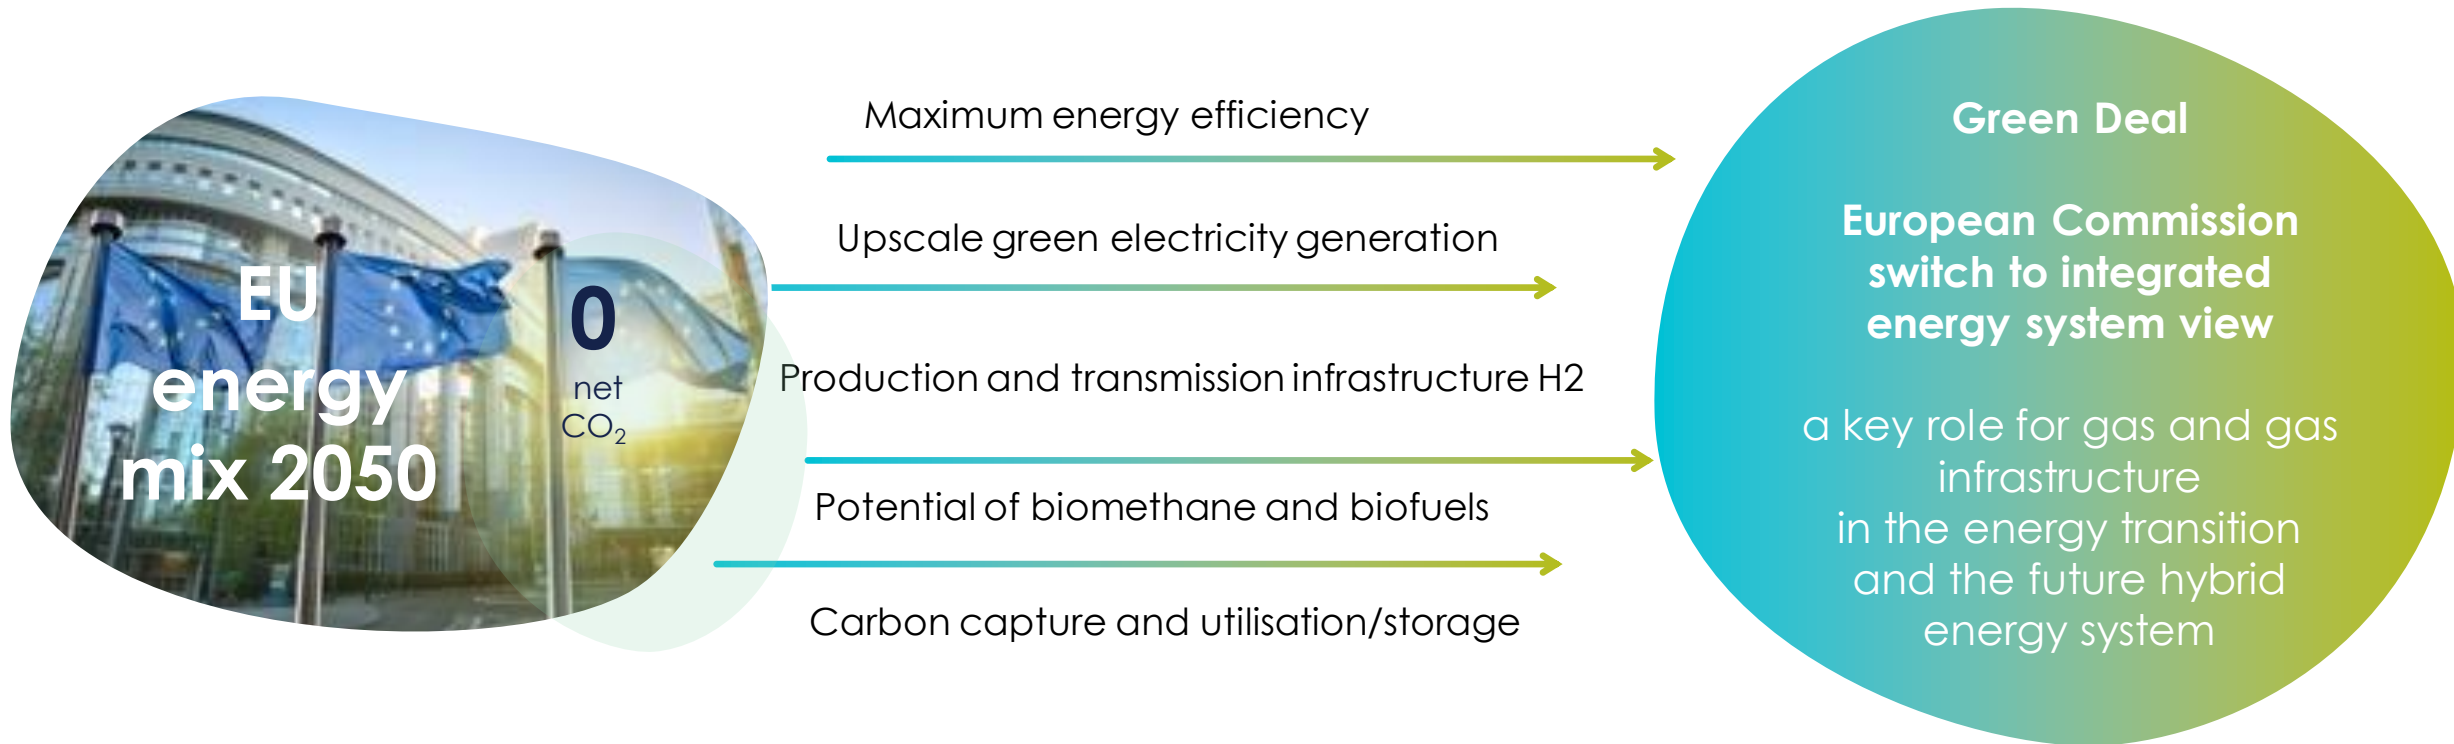 EU
energy
mix 2050
0
net
CO₂
Maximum energy efficiency
Upscale green electricity generation
Production and transmission infrastructure H2
Potential of biomethane and biofuels
Carbon capture and utilisation/storage
Green Deal
European Commission
switch to integrated
energy system view
a key role for gas and gas
infrastructure
in the energy transition
and the future hybrid
energy system